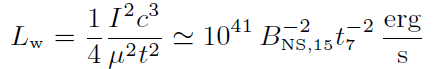 L_w = \frac{1}{4} \frac{I^2 c^3}{\mu^2 t^2} \simeq 10^{41} B_{NS,15}^{-2} t_7^{-2} \frac{erg}{s}